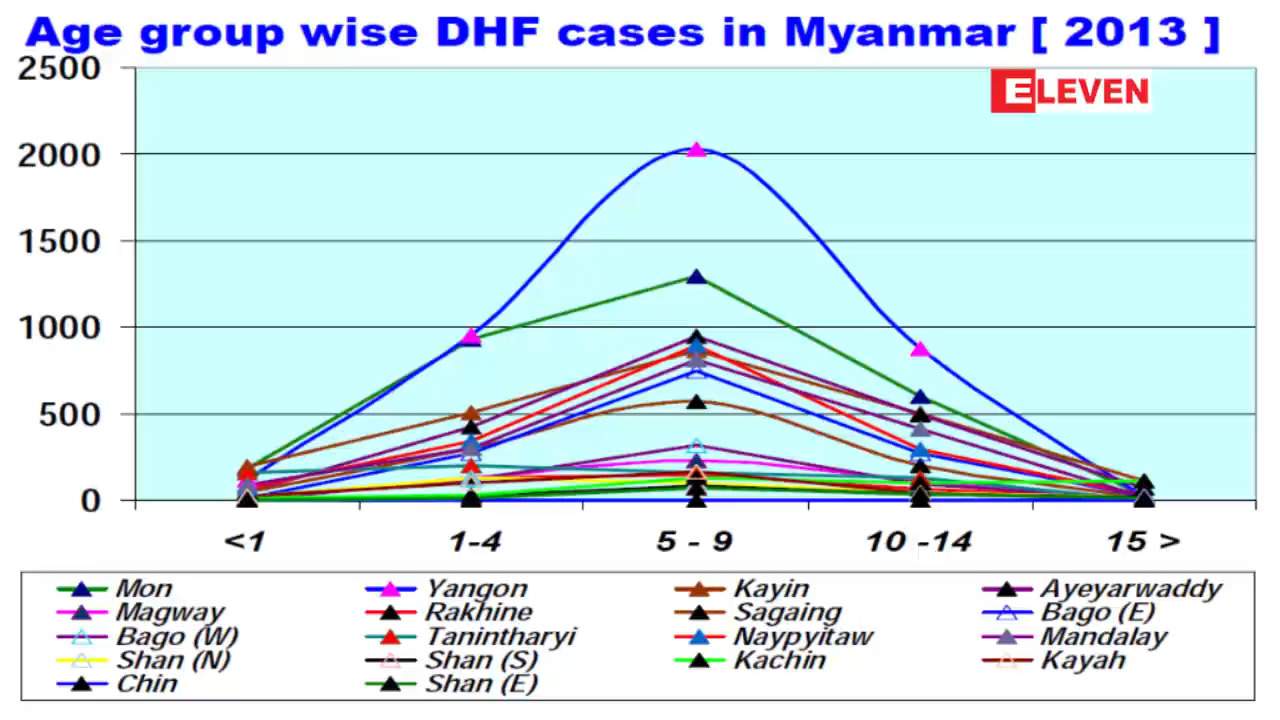 Age group wise DHF cases in Myanmar [ 2013 ]
2500
ELEVEN
2000
1500
1000
500
0
<1 1-4 5 - 9 10 -14 15 >
Mon Yangon Kayin Ayeyarwaddy
Magway Rakhine Sagaing Bago (E)
Bago (W) Tanintharyi Naypyitaw Mandalay
Shan (N) Shan (S) Kachin Kayah
Chin Shan (E)